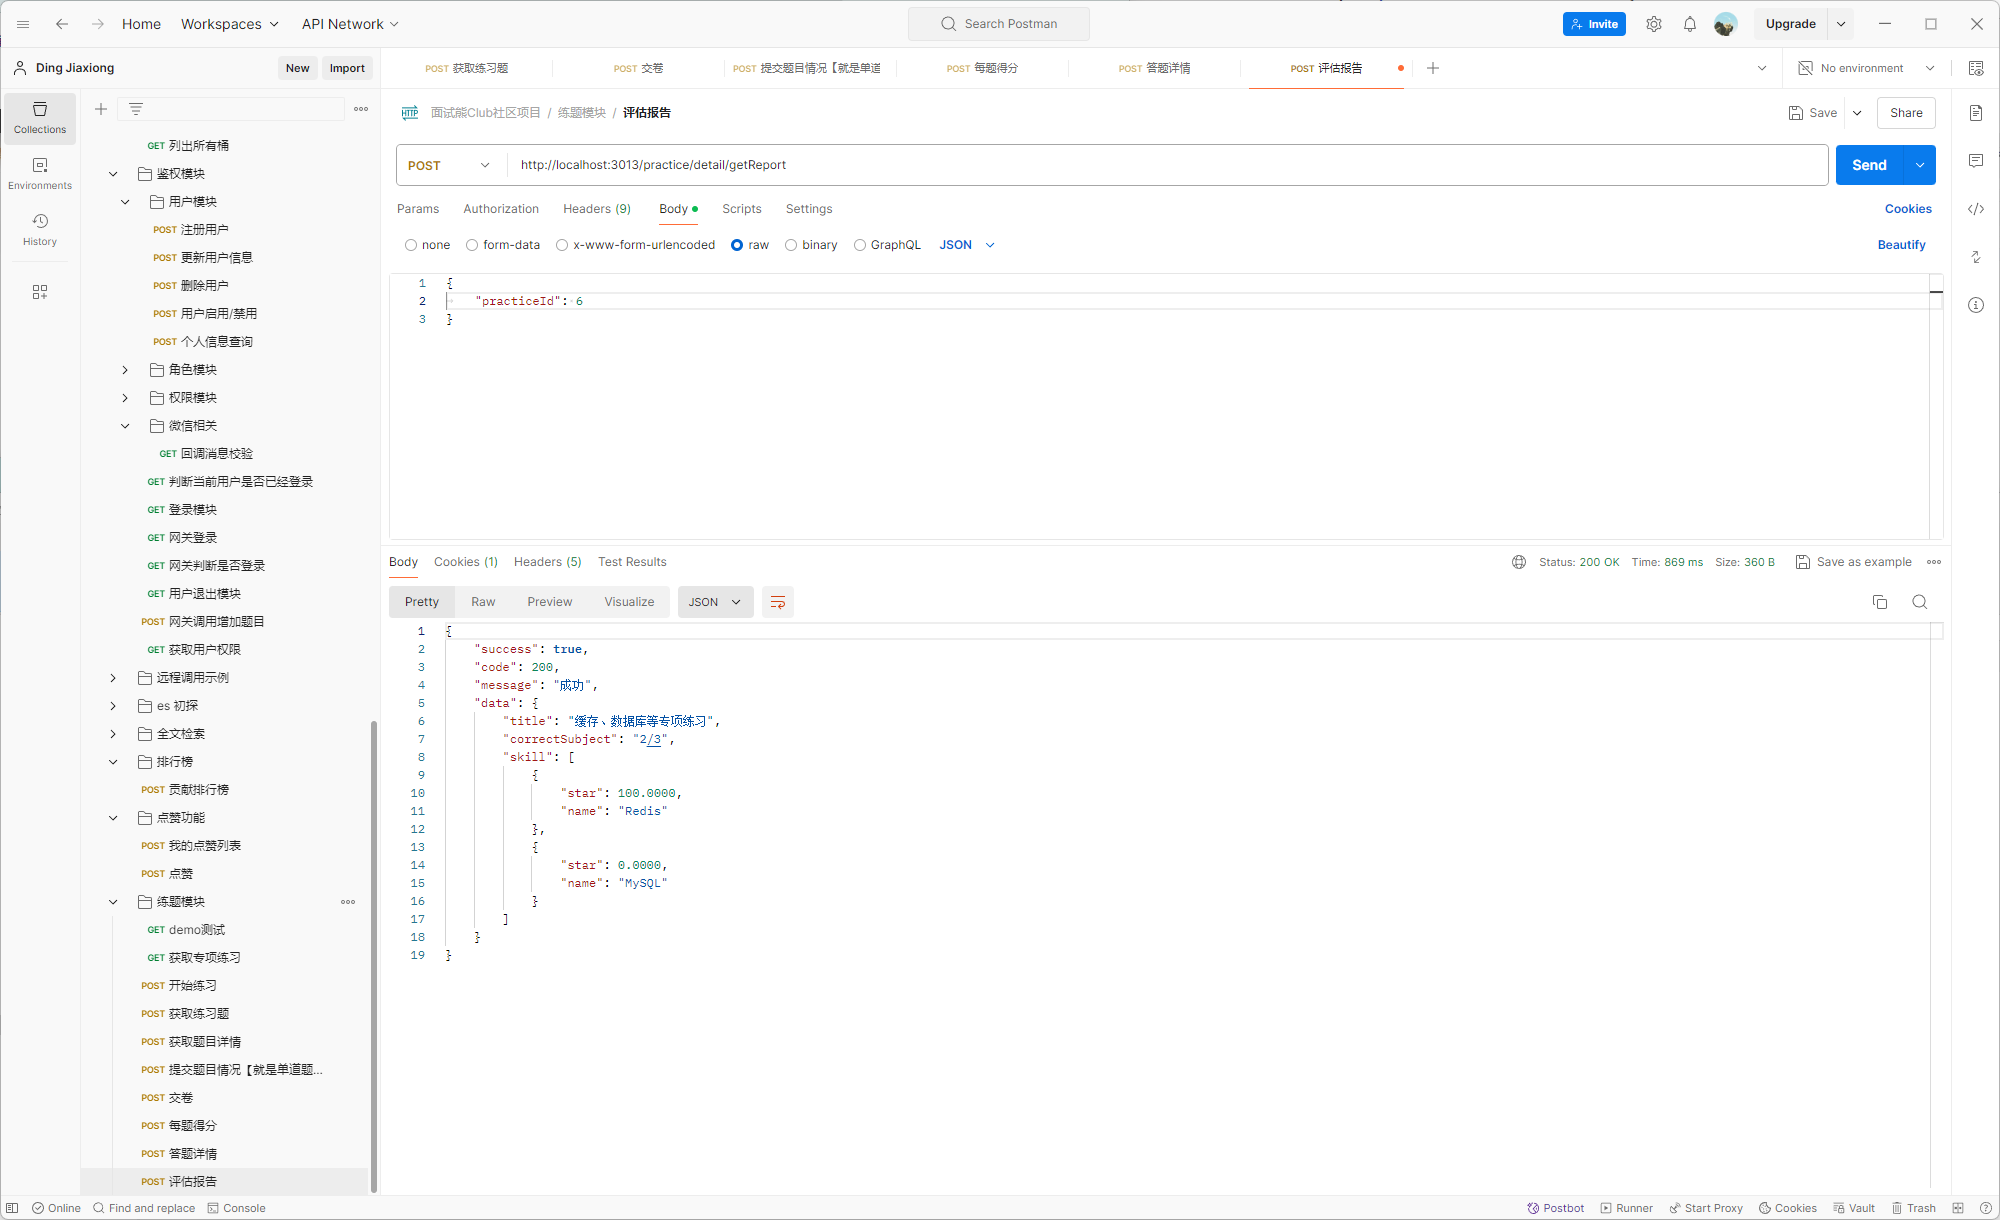 Home Workspaces API Network Search Postman Invite Upgrade
Ding Jiaxiong New Import POST 获取练习题 POST 交卷 POST 提交题目情况【就是单道 POST 每题得分 POST 答题详情 POST 评估报告 No environment
Collections
Environments
History
GET 列出所有桶
鉴权模块
用户模块
POST 注册用户
POST 更新用户信息
POST 删除用户
POST 用户启用/禁用
POST 个人信息查询
角色模块
权限模块
微信相关
GET 回调消息校验
GET 判断当前用户是否已经登录
GET 登录模块
GET 网关登录
GET 网关判断是否登录
GET 用户退出模块
POST 网关调用增加题目
GET 获取用户权限
远程调用示例
es 初探
全文检索
排行榜
POST 贡献排行榜
点赞功能
POST 我的点赞列表
POST 点赞
练题模块
GET demo测试
GET 获取专项练习
POST 开始练习
POST 获取练习题
POST 获取题目详情
POST 提交题目情况【就是单道题...
POST 交卷
POST 每题得分
POST 答题详情
POST 评估报告
HTTP 面试熊Club社区项目 / 练题模块 / 评估报告 Save Share
POST http://localhost:3013/practice/detail/getReport Send
Params Authorization Headers (9) Body Scripts Settings Cookies
none form-data x-www-form-urlencoded raw binary GraphQL JSON Beautify
1 {
2 "practiceId": 6
3 }
Body Cookies (1) Headers (5) Test Results Status: 200 OK Time: 869 ms Size: 360 B Save as example
Pretty Raw Preview Visualize JSON
1 {
2 "success": true,
3 "code": 200,
4 "message": "成功",
5 "data": {
6 "title": "缓存、数据库等专项练习",
7 "correctSubject": "2/3",
8 "skill": [
9 {
10 "star": 100.0000,
11 "name": "Redis"
12 },
13 {
14 "star": 0.0000,
15 "name": "MySQL"
16 }
17 ]
18 }
19 }
Online Find and replace Console Postbot Runner Start Proxy Cookies Vault Trash